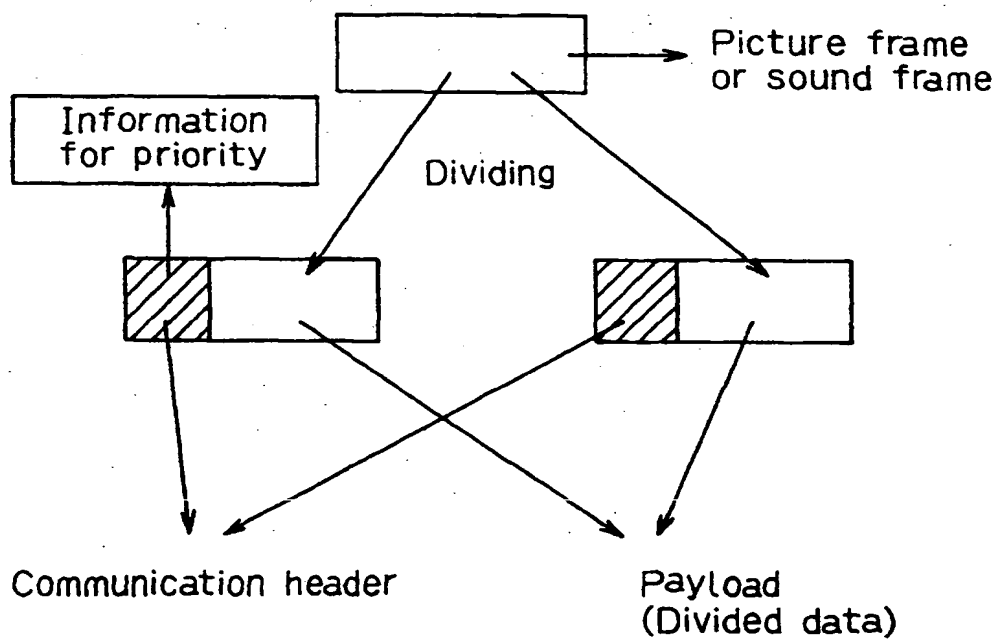 Picture frame
or sound frame
Information
for priority
Dividing
Communication header
Payload
(Divided data)